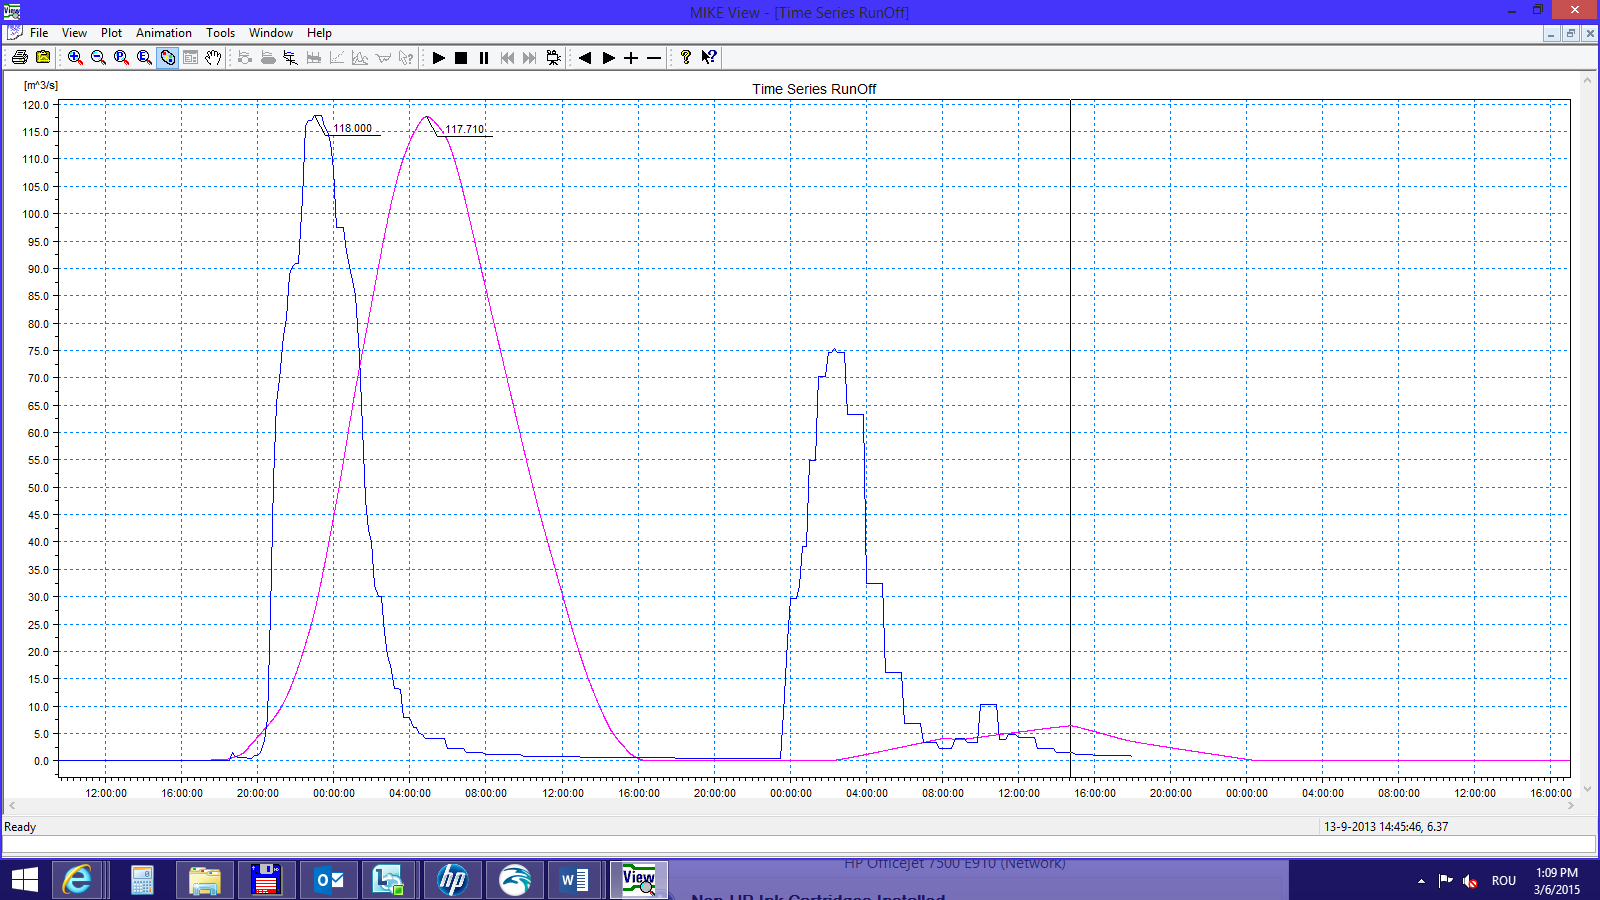 MIKE View - [Time Series RunOff]
File View Plot Animation Tools Window Help
[m^3/s]
Time Series RunOff
120.0
118.000
117.710
115.0
110.0
105.0
100.0
95.0
90.0
85.0
80.0
75.0
70.0
65.0
60.0
55.0
50.0
45.0
40.0
35.0
30.0
25.0
20.0
15.0
10.0
5.0
0.0
12:00:00 16:00:00 20:00:00 00:00:00 04:00:00 08:00:00 12:00:00 16:00:00 20:00:00 00:00:00 04:00:00 08:00:00 12:00:00 16:00:00 20:00:00 00:00:00 04:00:00 08:00:00 12:00:00 16:00:00
Ready
13-9-2013 14:45:46, 6.37
HP Officejet 7500 E910 (Network)
View
1:09 PM
ROU
3/6/2015
Non-HP Ink Cartridges Installed